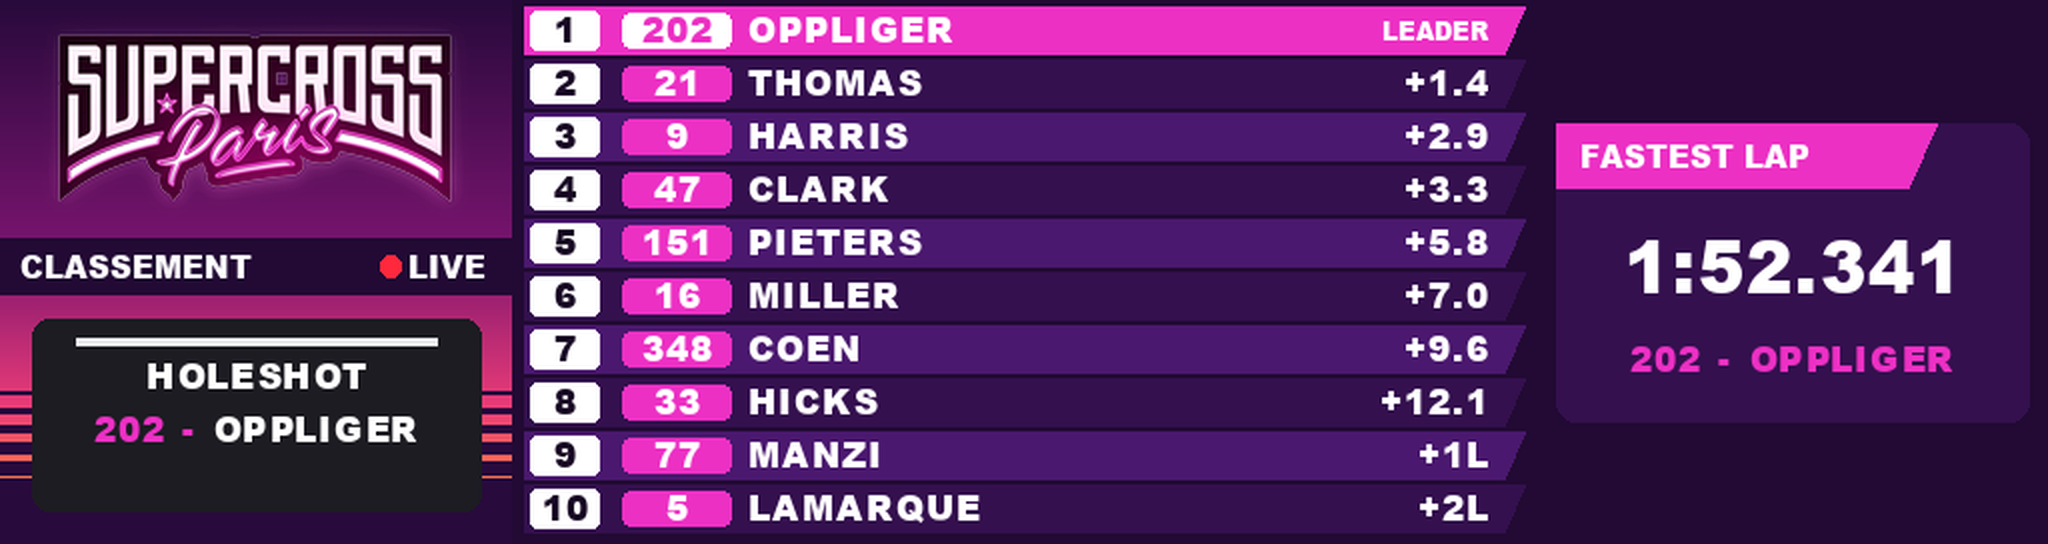 SUPERCROSS
Paris
CLASSEMENT LIVE
HOLESHOT
202 - OPPLIGER
1 202 OPPLIGER LEADER
2 21 THOMAS +1.4
3 9 HARRIS +2.9
4 47 CLARK +3.3
5 151 PIETERS +5.8
6 16 MILLER +7.0
7 348 COEN +9.6
8 33 HICKS +12.1
9 77 MANZI +1L
10 5 LAMARQUE +2L
FASTEST LAP
1:52.341
202 - OPPLIGER